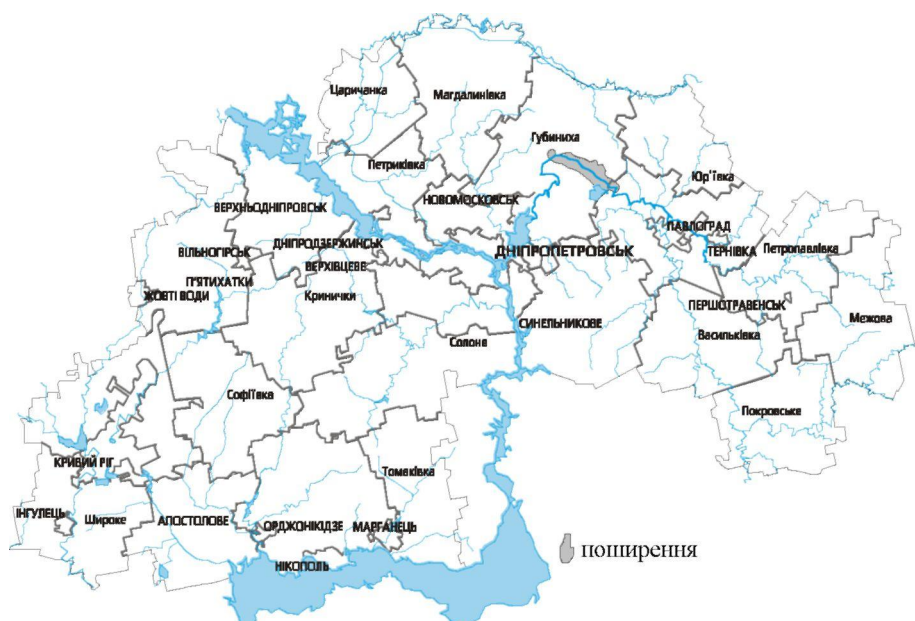 Царичанка
Магдалинівка
Губиниха
Петриківка
Юр'ївка
НОВОМОСКОВСЬК
ВЕРХНЬОДНІПРОВСЬК
ПАВЛОГРАД
ДНІПРОДЗЕРЖИНСЬК
ДНІПРОПЕТРОВСЬК
ТЕРНІВКА
Петропавлівка
ВІЛЬНОГІРСЬК
ВЕРХІВЦЕВЕ
П'ЯТИХАТКИ
ЖОВТІ ВОДИ
Кринички
ПЕРШОТРАВЕНСЬК
Межова
СИНЕЛЬНИКОВЕ
Васильківка
Солоне
Софіївка
Покровське
КРИВИЙ РІГ
Томаківка
ІНГУЛЕЦЬ
Широке
АПОСТОЛОВЕ
ОРДЖОНІКІДЗЕ
МАРГАНЕЦЬ
поширення
НІКОПОЛЬ